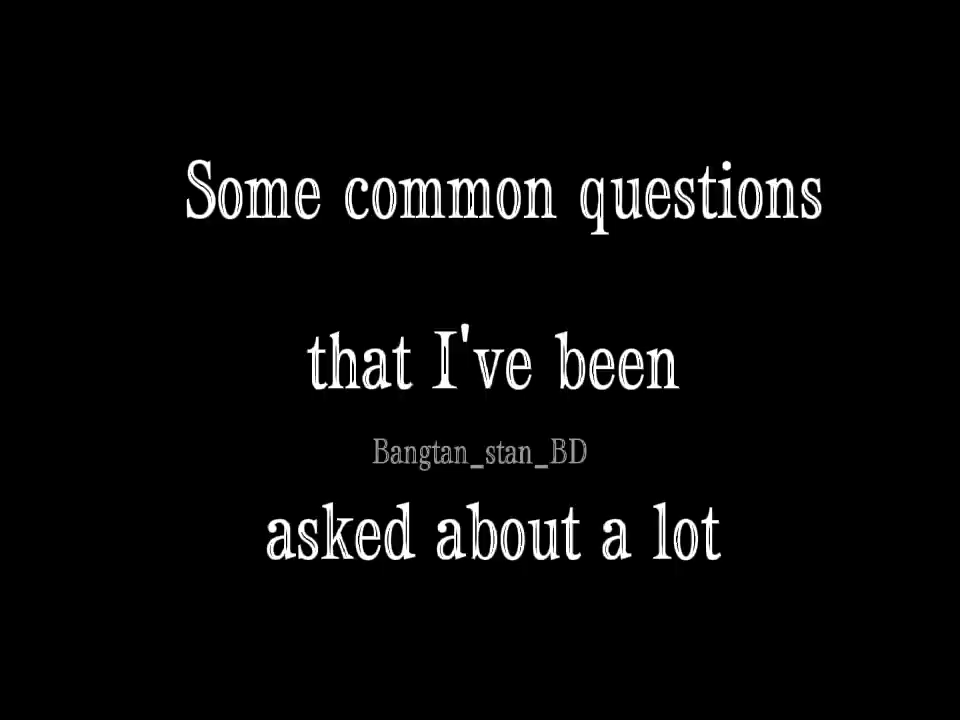 Some common questions
that I've been
Bangtan_stan_BD
asked about a lot